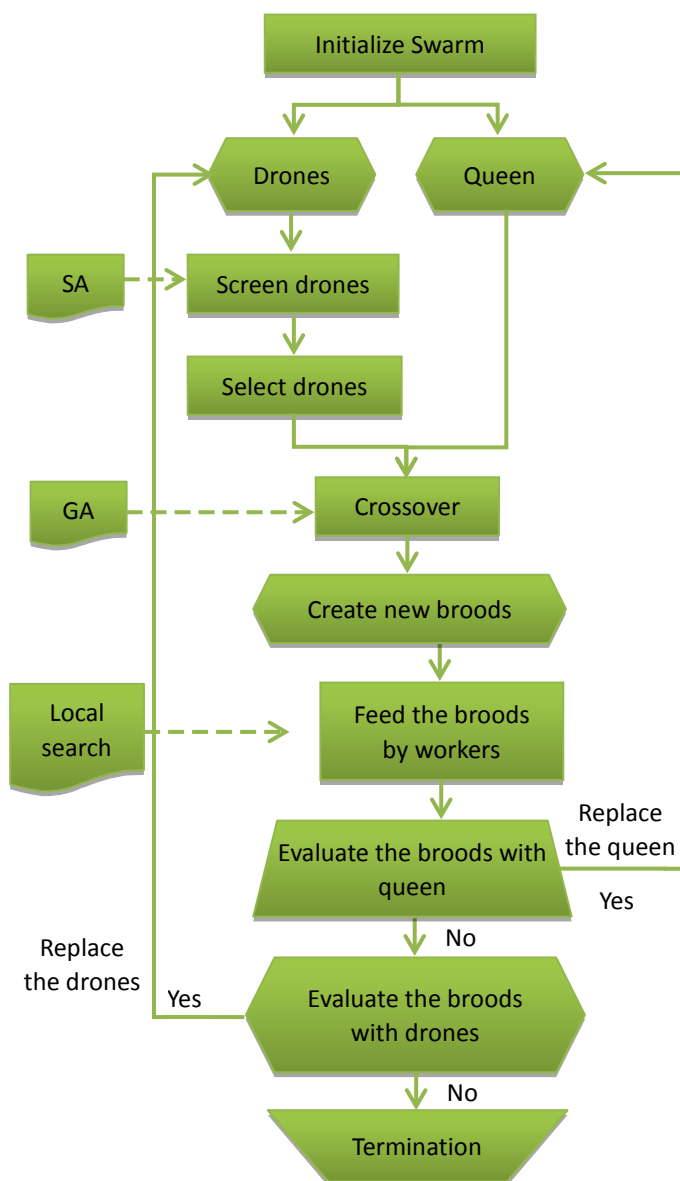 Initialize Swarm
Drones
Queen
SA
Screen drones
Select drones
GA
Crossover
Create new broods
Local
search
Feed the broods
by workers
Replace
the queen
Evaluate the broods with
queen
Yes
No
Replace
the drones
Yes
Evaluate the broods
with drones
No
Termination